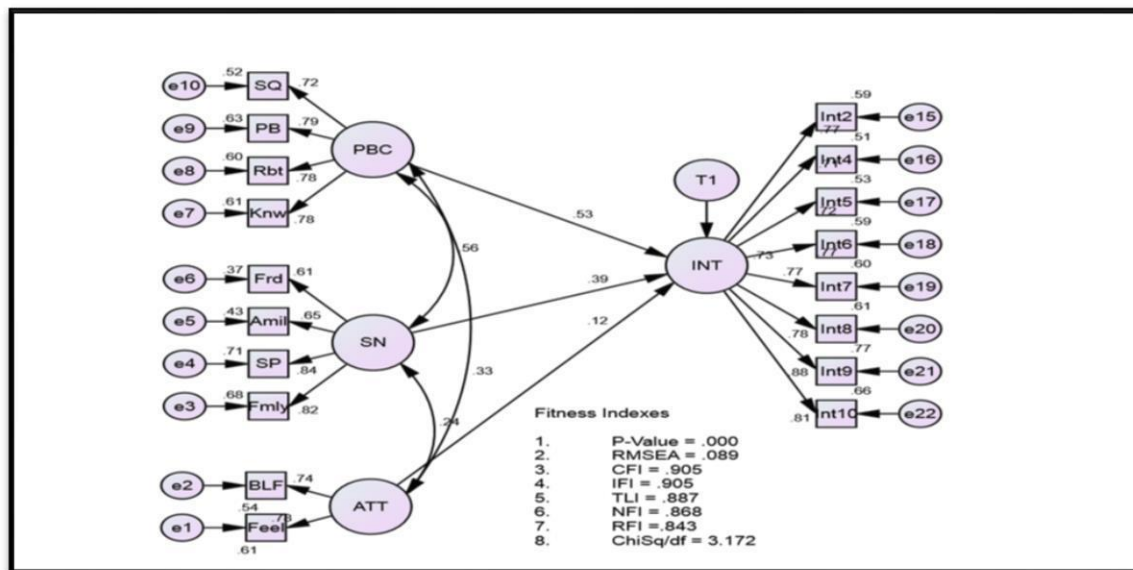 .52
e10 SQ .72
.63
e9 PB .79
.60
e8 Rbt .78
.61
e7 Knw .78
PBC
.37
e6 Frd .61
.43
e5 Amil .65
.71
e4 SP .84
.68
e3 Fmly .82
SN
e2 BLF .74
.54
e1 Feel .78
.61
ATT
.56
.33
.24
.53
.39
.12
T1
INT
.73
.59
Int2 e15
.77
.51
Int4 e16
.71
.53
Int5 e17
.72
.59
Int6 e18
.77
.60
.77 Int7 e19
.61
.78 Int8 e20
.77
.88 Int9 e21
.66
.81 Int10 e22
Fitness Indexes
1. P-Value = .000
2. RMSEA = .089
3. CFI = .905
4. IFI = .905
5. TLI = .887
6. NFI = .868
7. RFI =.843
8. ChiSq/df = 3.172